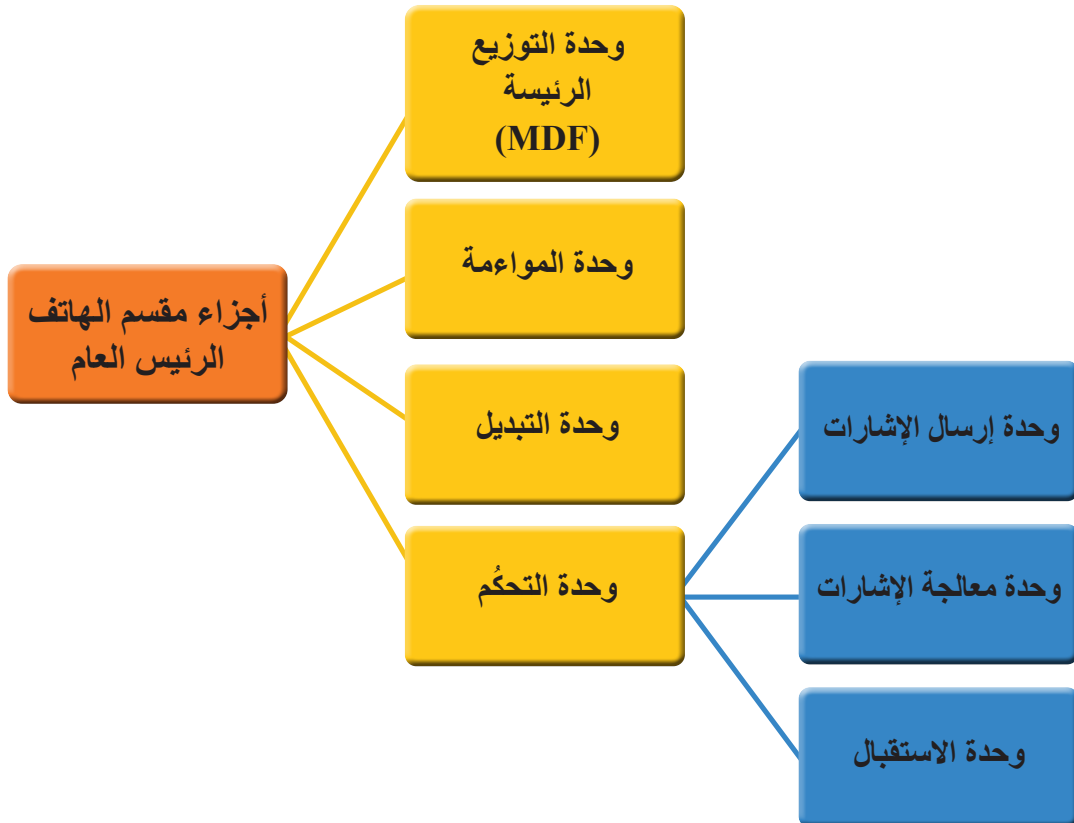 أجزاء مقسم الهاتف
الرئيس العام
وحدة التوزيع
الرئيسة
(MDF)
وحدة المواءمة
وحدة التبديل
وحدة التحكُم
وحدة إرسال الإشارات
وحدة معالجة الإشارات
وحدة الاستقبال